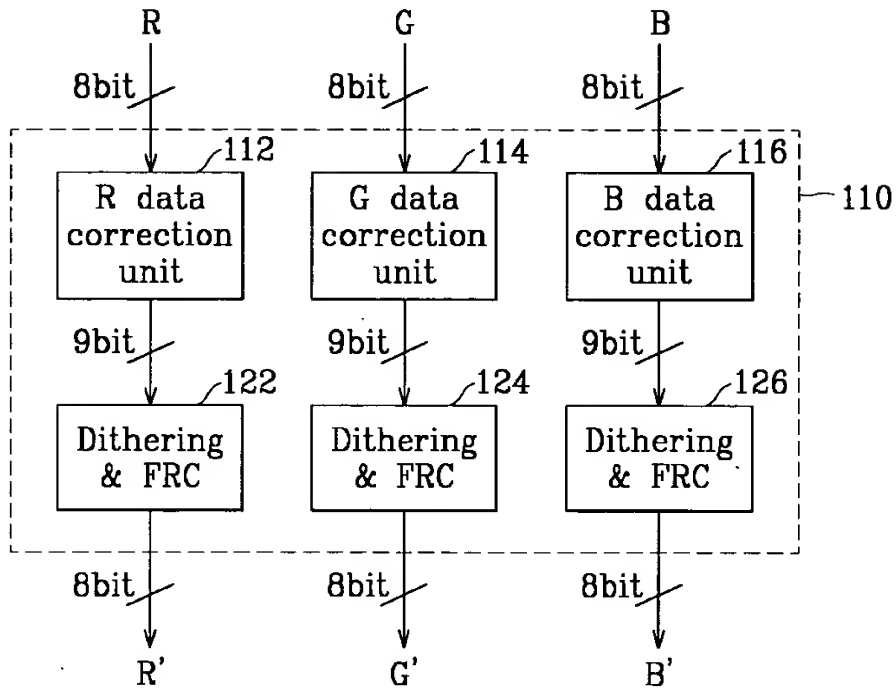 R G B
8bit 8bit 8bit
112 114 116
110
R data G data B data
correction correction correction
unit unit unit
9bit 9bit 9bit
122 124 126
Dithering Dithering Dithering
& FRC & FRC & FRC
8bit 8bit 8bit
R' G' B'